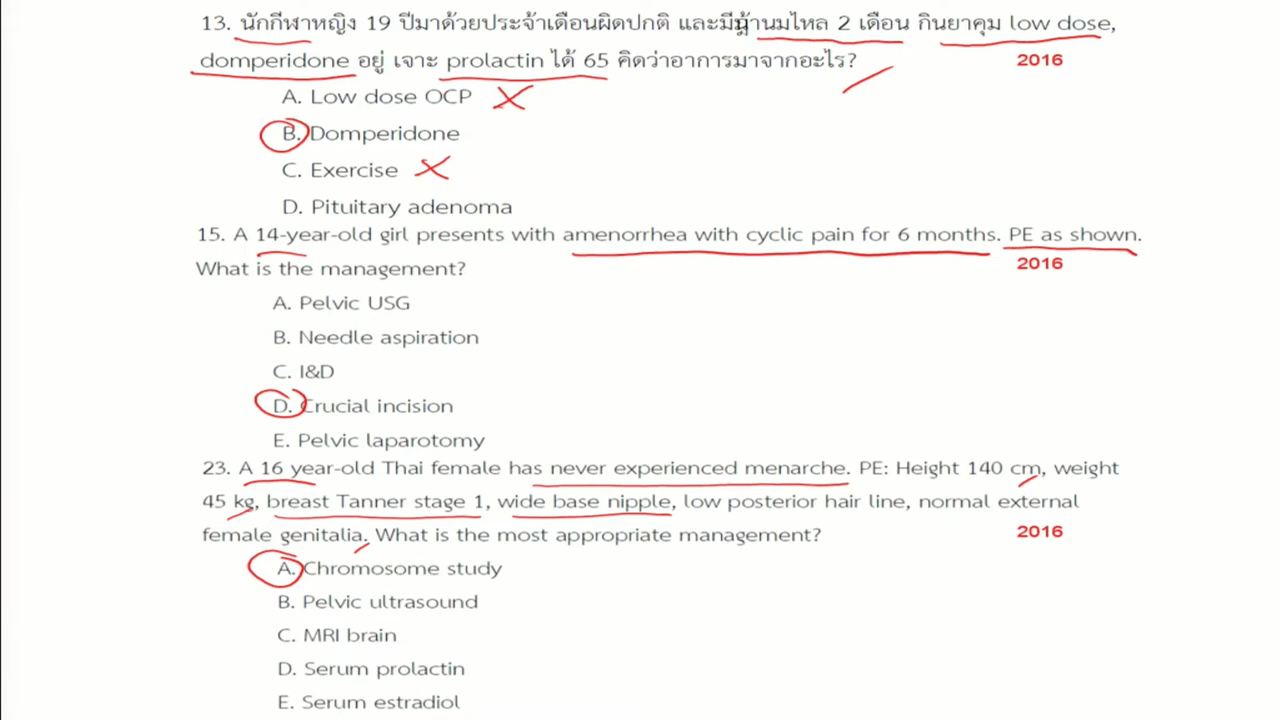 13. นักกีฬาหญิง 19 ปีมาด้วยประจำเดือนผิดปกติ และมีน้ำนมไหล 2 เดือน กินยาคุม low dose,
domperidone อยู่ เจาะ prolactin ได้ 65 คิดว่าอาการมาจากอะไร? 2016
A. Low dose OCP
B. Domperidone
C. Exercise
D. Pituitary adenoma
15. A 14-year-old girl presents with amenorrhea with cyclic pain for 6 months. PE as shown.
What is the management? 2016
A. Pelvic USG
B. Needle aspiration
C. I&D
D. Crucial incision
E. Pelvic laparotomy
23. A 16 year-old Thai female has never experienced menarche. PE: Height 140 cm, weight
45 kg, breast Tanner stage 1, wide base nipple, low posterior hair line, normal external
female genitalia. What is the most appropriate management? 2016
A. Chromosome study
B. Pelvic ultrasound
C. MRI brain
D. Serum prolactin
E. Serum estradiol